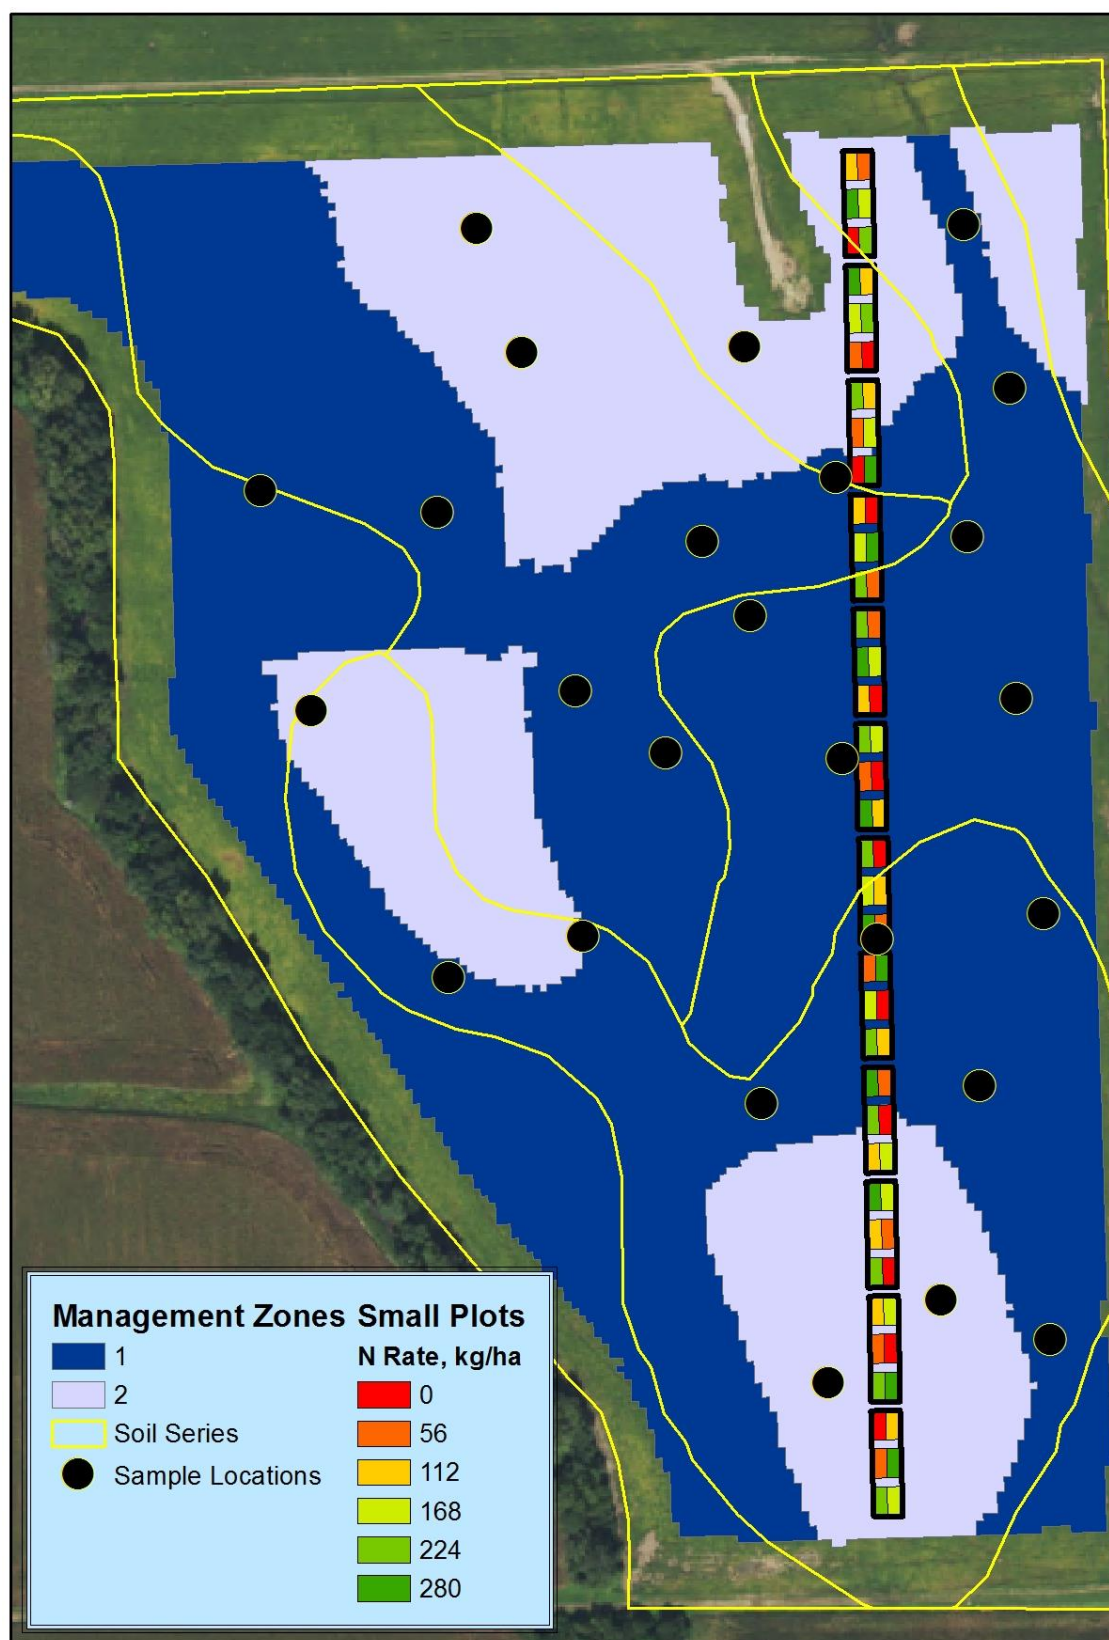 Management Zones
1
2
Soil Series
Sample Locations
Small Plots
N Rate, kg/ha
0
56
112
168
224
280